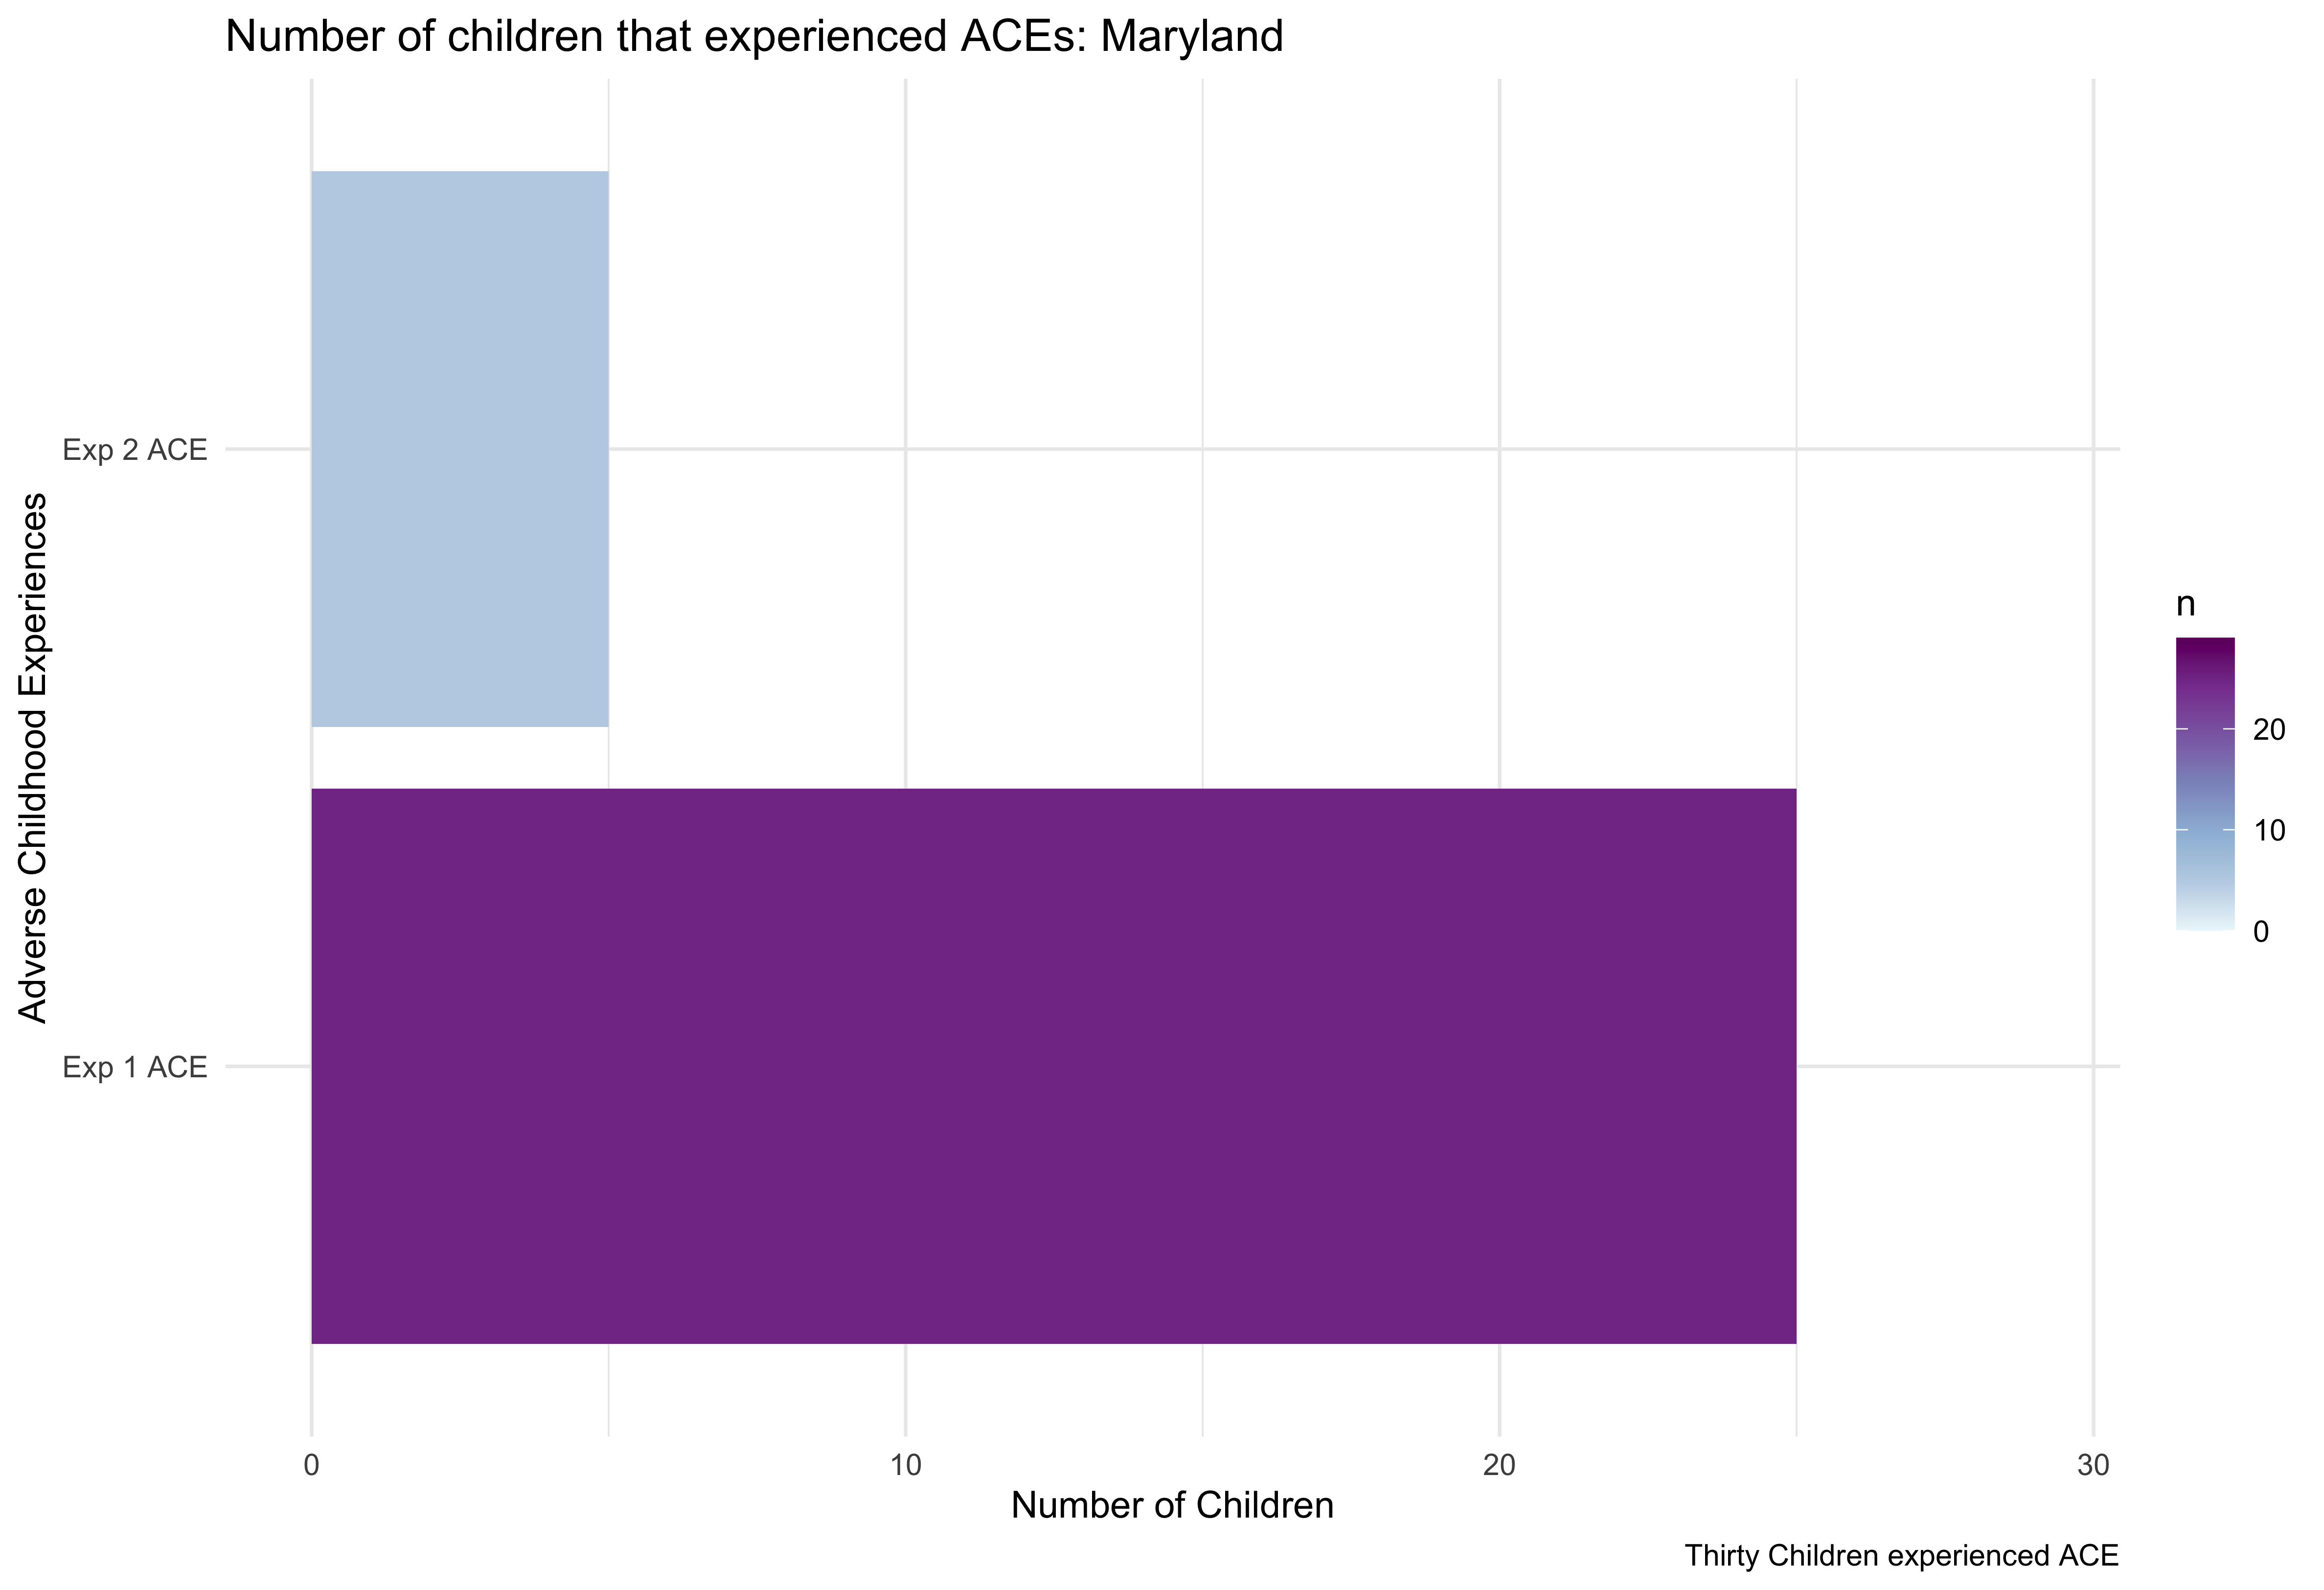 Number of children that experienced ACEs: Maryland
Adverse Childhood Experiences
Exp 2 ACE
Exp 1 ACE
0
10
20
30
Number of Children
Thirty Children experienced ACE
n
20
10
0